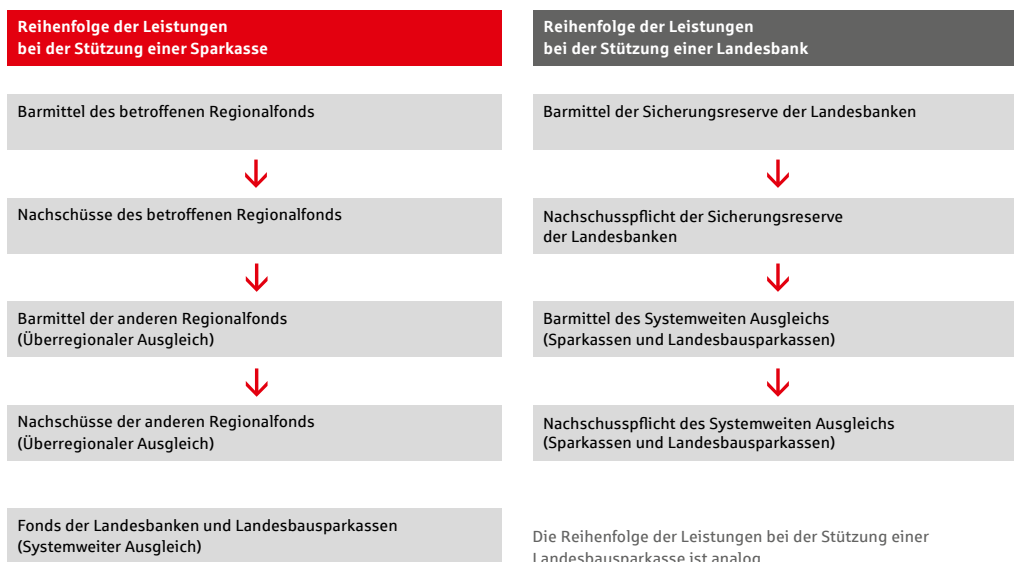 Reihenfolge der Leistungen
bei der Stützung einer Sparkasse
Barmittel des betroffenen Regionalfonds
Nachschüsse des betroffenen Regionalfonds
Barmittel der anderen Regionalfonds
(Überregionaler Ausgleich)
Nachschüsse der anderen Regionalfonds
(Überregionaler Ausgleich)
Fonds der Landesbanken und Landesbausparkassen
(Systemweiter Ausgleich)
Reihenfolge der Leistungen
bei der Stützung einer Landesbank
Barmittel der Sicherungsreserve der Landesbanken
Nachschusspflicht der Sicherungsreserve
der Landesbanken
Barmittel des Systemweiten Ausgleichs
(Sparkassen und Landesbausparkassen)
Nachschusspflicht des Systemweiten Ausgleichs
(Sparkassen und Landesbausparkassen)
Die Reihenfolge der Leistungen bei der Stützung einer
Landesbausparkasse ist analog